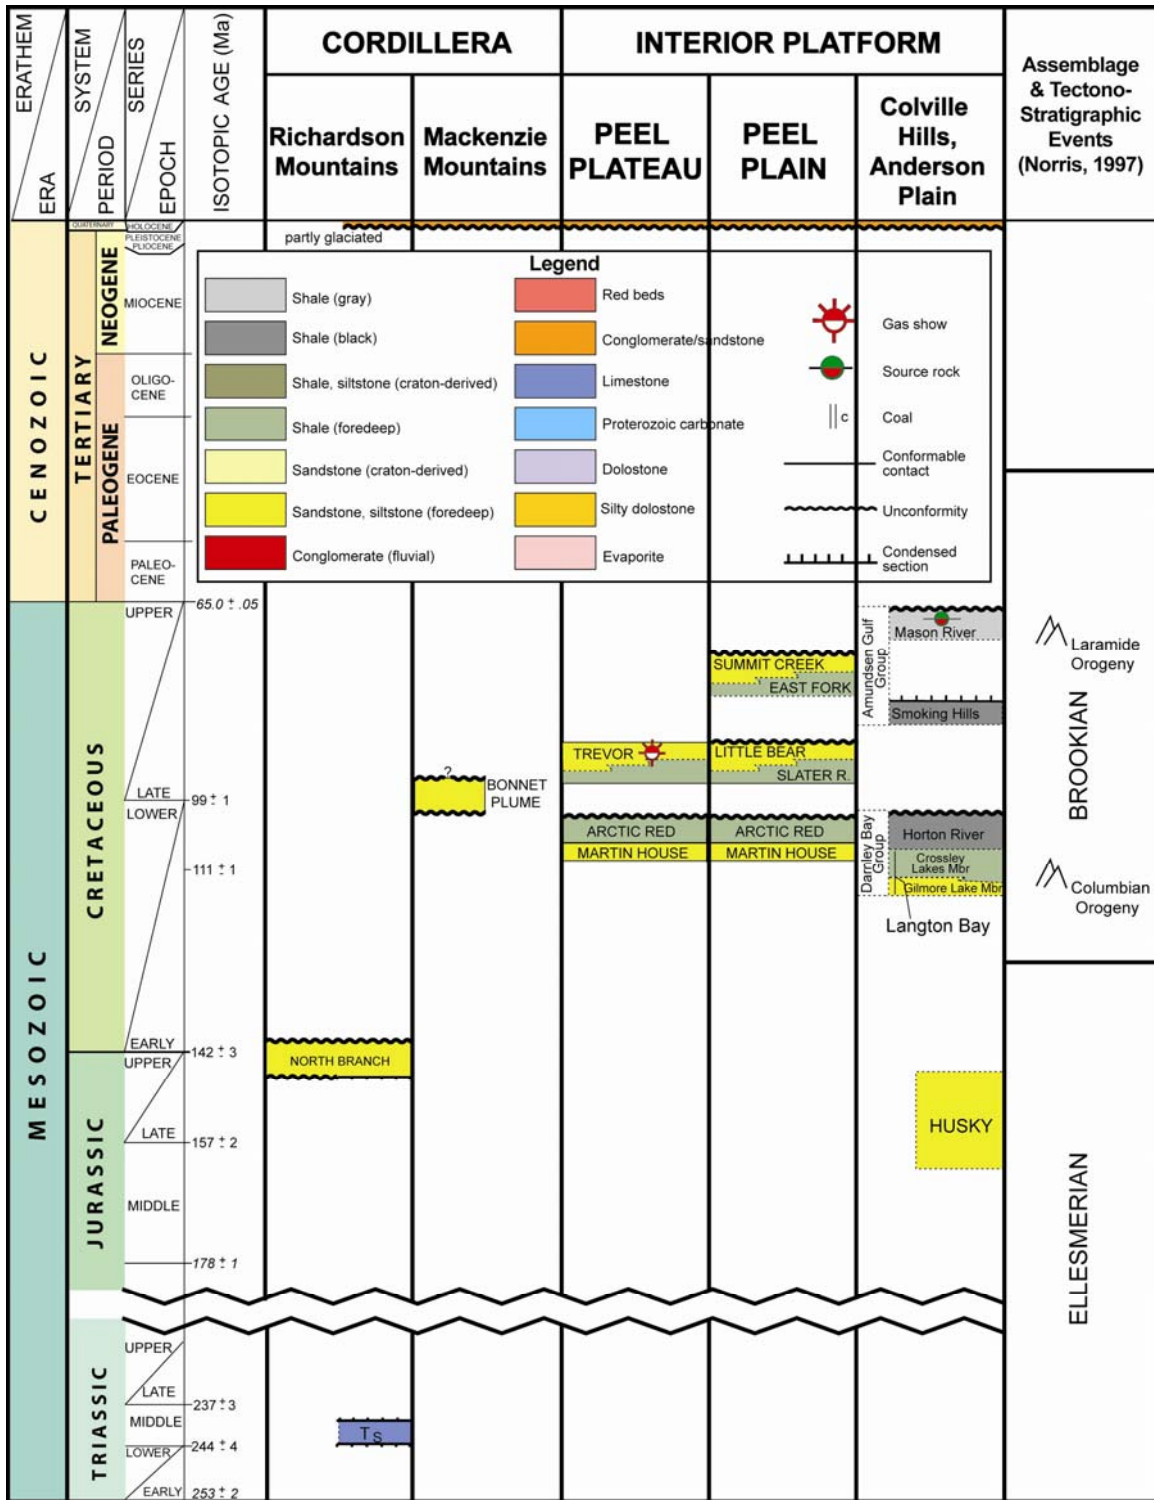 ERATHEM
ERA
SYSTEM
PERIOD
SERIES
EPOCH
ISOTOPIC AGE (Ma)
CORDILLERA
INTERIOR PLATFORM
Richardson
Mountains
Mackenzie
Mountains
PEEL
PLATEAU
PEEL
PLAIN
Colville
Hills,
Anderson
Plain
Assemblage
& Tectono-
Stratigraphic
Events
(Norris, 1997)
CENOZOIC
TERTIARY
QUATERNARY
NEOGENE
PALEOGENE
HOLOCENE
PLEISTOCENE
PLIOCENE
MIOCENE
OLIGO-
CENE
EOCENE
PALEO-
CENE
partly glaciated
Legend
Shale (gray)
Shale (black)
Shale, siltstone (craton-derived)
Shale (foredeep)
Sandstone (craton-derived)
Sandstone, siltstone (foredeep)
Conglomerate (fluvial)
Red beds
Conglomerate/sandstone
Limestone
Proterozoic carbonate
Dolostone
Silty dolostone
Evaporite
Gas show
Source rock
c
Coal
Conformable
contact
Unconformity
Condensed
section
MESOZOIC
CRETACEOUS
UPPER
65.0 ± .05
LATE
99 ± 1
LOWER
111 ± 1
EARLY
142 ± 3
Mason River
Amundsen Gulf
Group
SUMMIT CREEK
EAST FORK
Smoking Hills
TREVOR
LITTLE BEAR
SLATER R.
?
BONNET
PLUME
ARCTIC RED
MARTIN HOUSE
ARCTIC RED
MARTIN HOUSE
Darnley Bay
Group
Horton River
Crossley
Lakes Mbr
Gilmore Lake Mbr
Langton Bay
Laramide
Orogeny
BROOKIAN
Columbian
Orogeny
JURASSIC
UPPER
LATE
157 ± 2
MIDDLE
178 ± 1
NORTH BRANCH
HUSKY
ELLESMERIAN
TRIASSIC
UPPER
LATE
237 ± 3
MIDDLE
244 ± 4
LOWER
EARLY
253 ± 2
TS